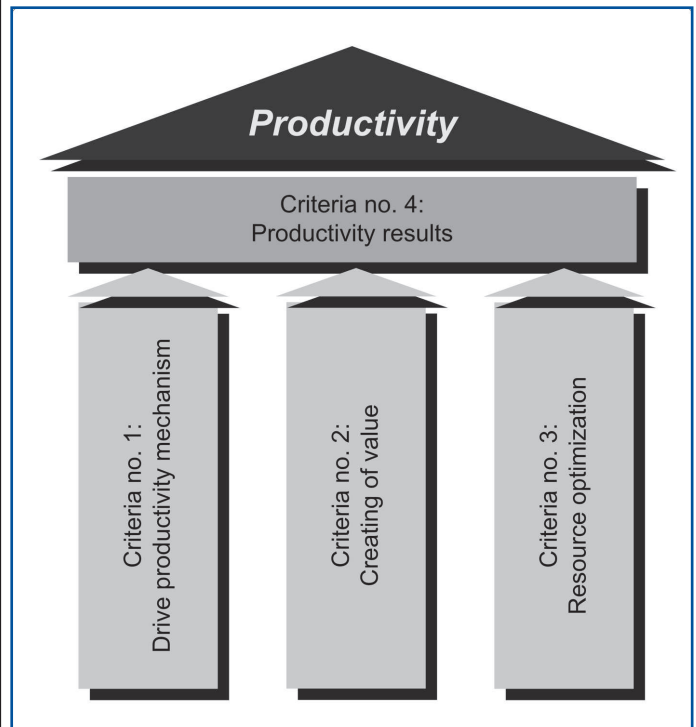 Productivity
Criteria no. 4:
Productivity results
Criteria no. 1:
Drive productivity mechanism
Criteria no. 2:
Creating of value
Criteria no. 3:
Resource optimization